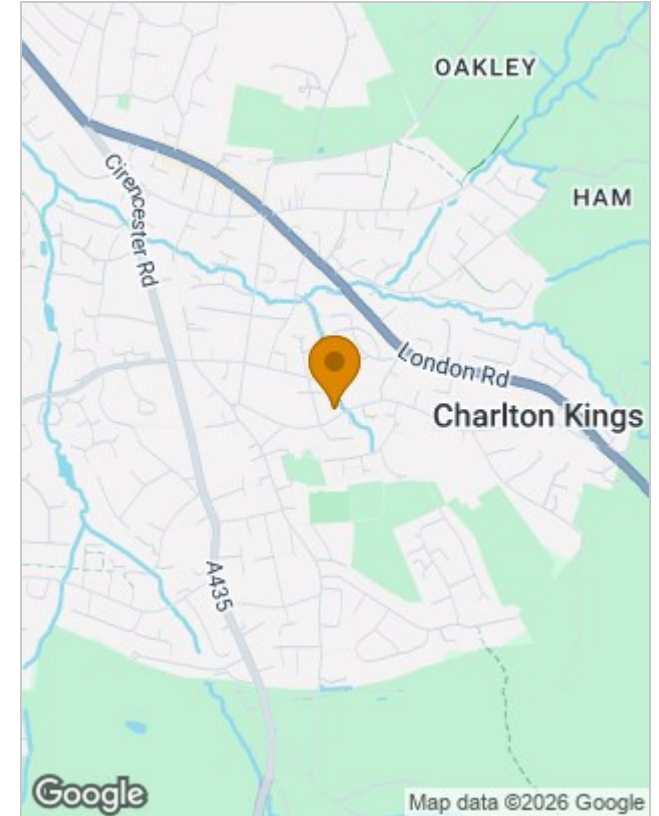 OAKLEY
HAM
Cirencester Rd
London Rd
Charlton Kings
A435
Google
Map data ©2026 Google